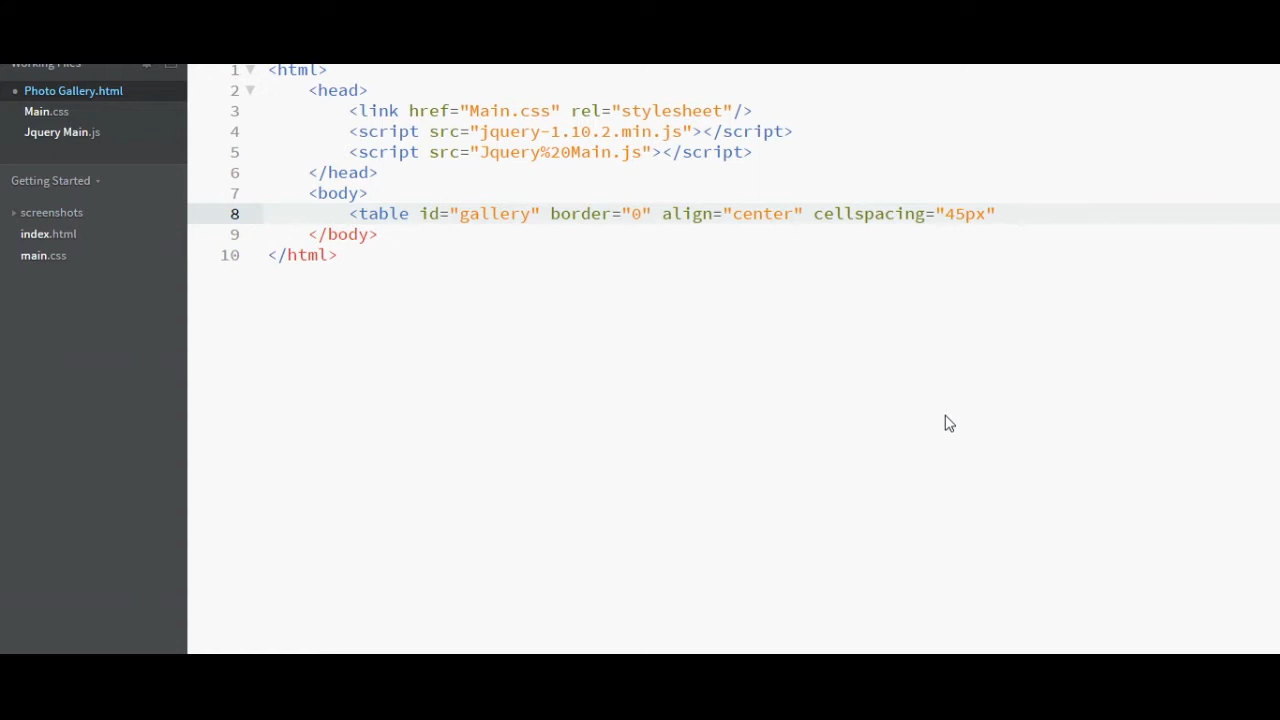 Working Files
Photo Gallery.html
Main.css
Jquery Main.js
Getting Started
screenshots
index.html
main.css
1 <html>
2 <head>
3 <link href="Main.css" rel="stylesheet"/>
4 <script src="jquery-1.10.2.min.js"></script>
5 <script src="Jquery%20Main.js"></script>
6 </head>
7 <body>
8 <table id="gallery" border="0" align="center" cellspacing="45px"
9 </body>
10 </html>